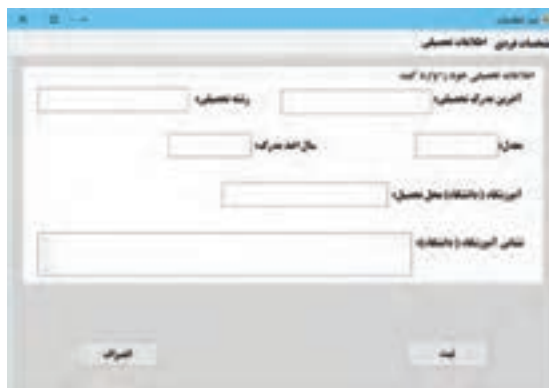 ثبت اطلاعات
مشخصات فردی اطلاعات تحصیلی
اطلاعات تحصیلی خود را وارد کنید
آخرین مدرک تحصیلی: رشته تحصیلی:
معدل: سال اخذ مدرک:
آموزشگاه (دانشگاه) محل تحصیل:
نشانی آموزشگاه (دانشگاه):
ثبت انصراف